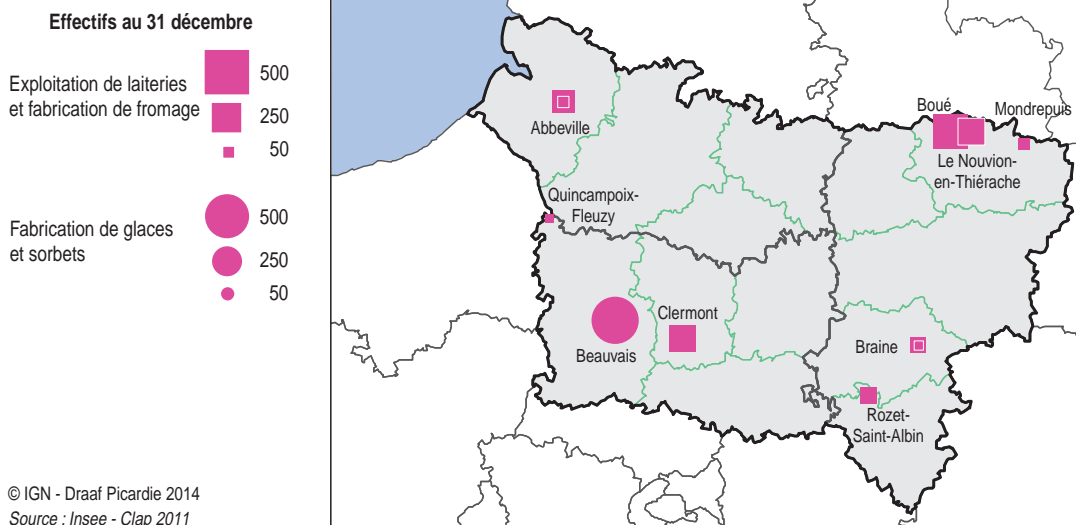 Effectifs au 31 décembre
Exploitation de laiteries
et fabrication de fromage
500
250
50
Fabrication de glaces
et sorbets
500
250
50
© IGN - Draaf Picardie 2014
Source : Insee - Clap 2011
Abbeville
Boué
Mondrepuis
Le Nouvion-
en-Thiérache
Quincampoix-
Fleuzy
Beauvais
Clermont
Braine
Rozet-
Saint-Albin